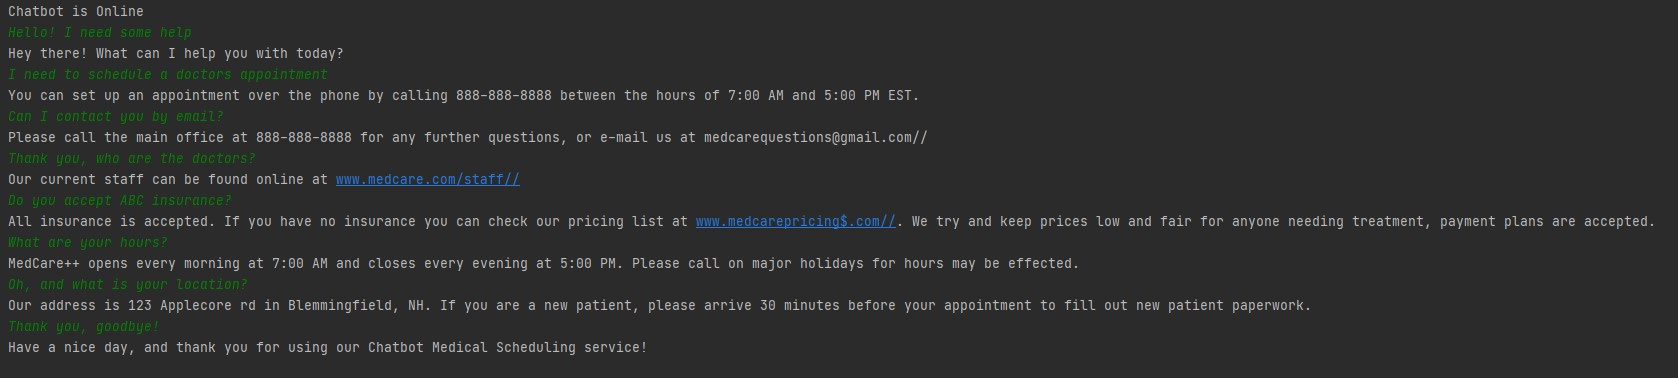 Chatbot is Online
Hello! I need some help
Hey there! What can I help you with today?
I need to schedule a doctors appointment
You can set up an appointment over the phone by calling 888-888-8888 between the hours of 7:00 AM and 5:00 PM EST.
Can I contact you by email?
Please call the main office at 888-888-8888 for any further questions, or e-mail us at medcarequestions@gmail.com//
Thank you, who are the doctors?
Our current staff can be found online at www.medcare.com/staff//
Do you accept ABC insurance?
All insurance is accepted. If you have no insurance you can check our pricing list at www.medcarepricing$.com//. We try and keep prices low and fair for anyone needing treatment, payment plans are accepted.
What are your hours?
MedCare++ opens every morning at 7:00 AM and closes every evening at 5:00 PM. Please call on major holidays for hours may be effected.
Oh, and what is your location?
Our address is 123 Applecore rd in Blemmingfield, NH. If you are a new patient, please arrive 30 minutes before your appointment to fill out new patient paperwork.
Thank you, goodbye!
Have a nice day, and thank you for using our Chatbot Medical Scheduling service!